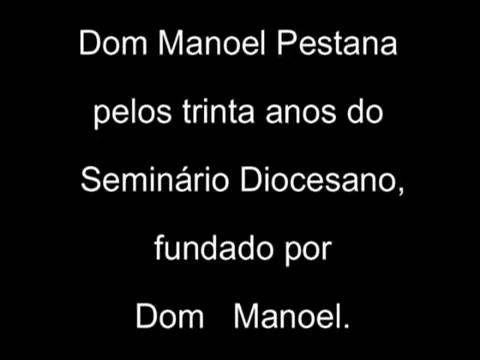 Dom Manoel Pestana
pelos trinta anos do
Seminário Diocesano,
fundado por
Dom Manoel.